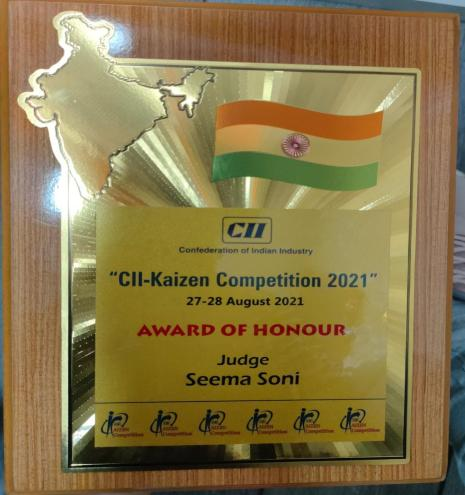 CII
Confederation of Indian Industry
"CII-Kaizen Competition 2021"
27-28 August 2021
AWARD OF HONOUR
Judge
Seema Soni